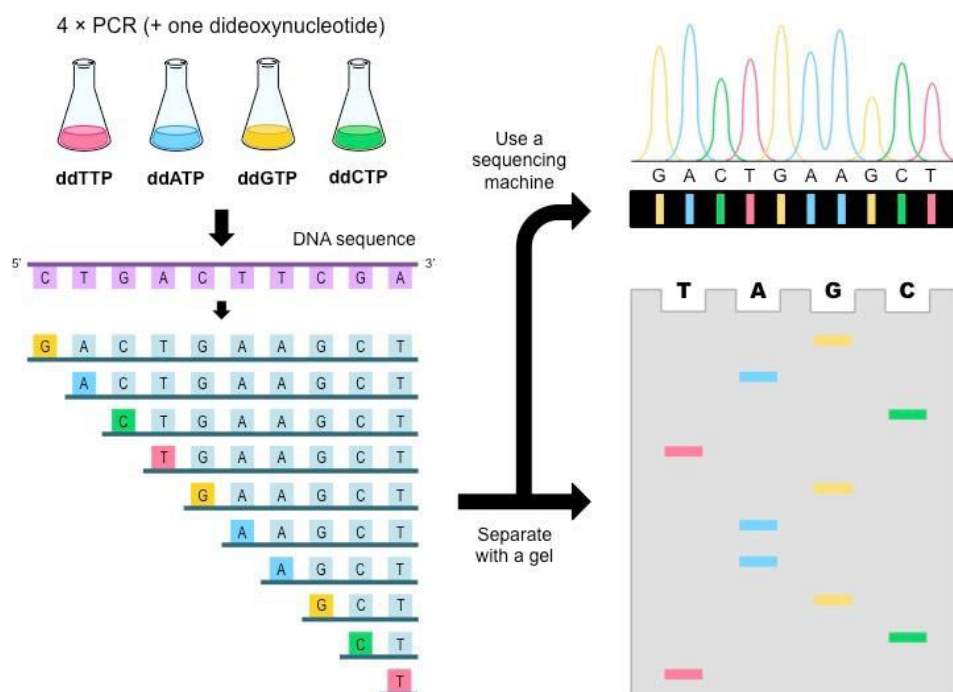 4 × PCR (+ one dideoxynucleotide)
ddTTP ddATP ddGTP ddCTP
DNA sequence
5’ 3’
C T G A C T T C G A
G A C T G A A G C T
A C T G A A G C T
C T G A A G C T
T G A A G C T
G A A G C T
A A G C T
A G C T
G C T
C T
T
Use a
sequencing
machine
Separate
with a gel
G A C T G A A G C T
T A G C